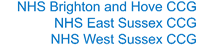 NHS Brighton and Hove CCG
NHS East Sussex CCG
NHS West Sussex CCG